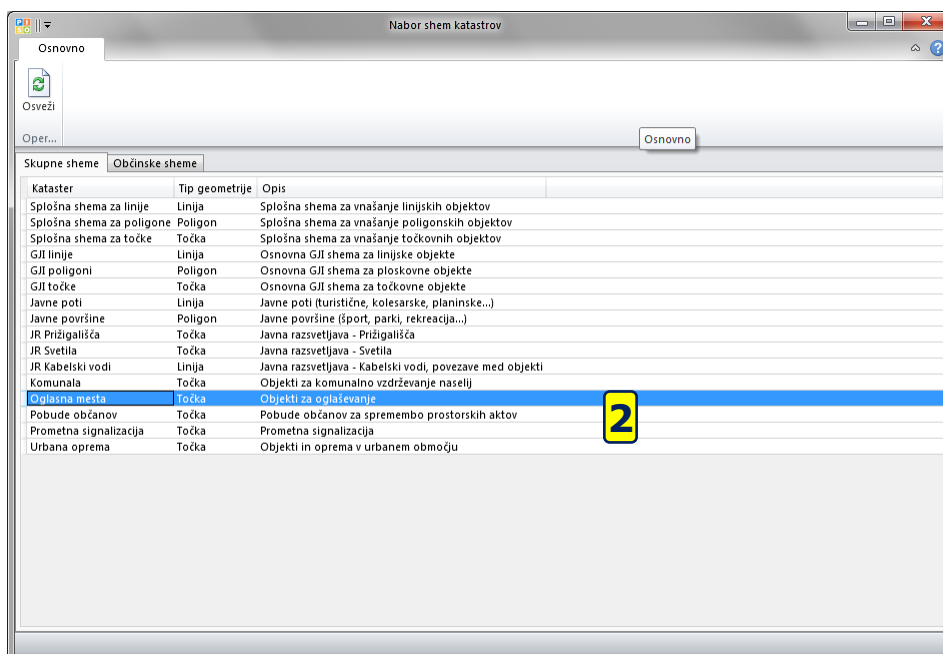 Nabor shem katastrov
Osnovno
Osveži
Oper...
Osnovno
Skupne sheme Občinske sheme
Kataster Tip geometrije Opis
Splošna shema za linije Linija Splošna shema za vnašanje linijskih objektov
Splošna shema za poligone Poligon Splošna shema za vnašanje poligonskih objektov
Splošna shema za točke Točka Splošna shema za vnašanje točkovnih objektov
GJI linije Linija Osnovna GJI shema za linijske objekte
GJI poligoni Poligon Osnovna GJI shema za ploskovne objekte
GJI točke Točka Osnovna GJI shema za točkovne objekte
Javne poti Linija Javne poti (turistične, kolesarske, planinske...)
Javne površine Poligon Javne površine (šport, parki, rekreacija...)
JR Prižigališča Točka Javna razsvetljava - Prižigališča
JR Svetila Točka Javna razsvetljava - Svetila
JR Kabelski vodi Linija Javna razsvetljava - Kabelski vodi, povezave med objekti
Komunala Točka Objekti za komunalno vzdrževanje naselij
Oglasna mesta Točka Objekti za oglaševanje
Pobude občanov Točka Pobude občanov za spremembo prostorskih aktov
Prometna signalizacija Točka Prometna signalizacija
Urbana oprema Točka Objekti in oprema v urbanem območju
2